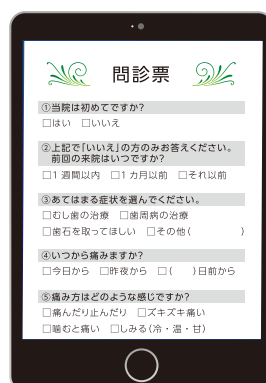 問診票
①当院は初めてですか?
□はい □いいえ
②上記で「いいえ」の方のみお答えください。
前回の来院はいつですか?
□1週間以内 □1カ月以前 □それ以前
③あてはまる症状を選んでください。
□むし歯の治療 □歯周病の治療
□歯石を取ってほしい □その他( )
④いつから痛みますか?
□今日から □昨夜から □( )日前から
⑤痛み方はどのような感じですか?
□痛んだり止んだり □ズキズキ痛い
□噛むと痛い □しみる(冷・温・甘)